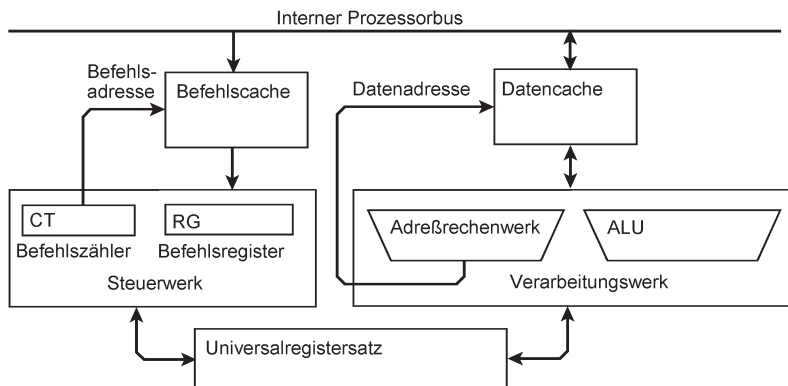 Interner Prozessorbus
Befehls-
adresse
Befehlscache
Datenadresse
Datencache
CT
Befehlszähler
RG
Befehlsregister
Steuerwerk
Adreßrechenwerk
ALU
Verarbeitungswerk
Universalregistersatz